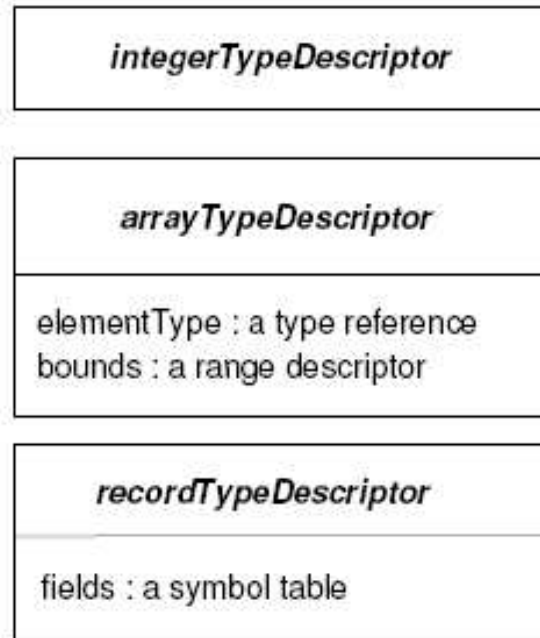 integerTypeDescriptor
arrayTypeDescriptor
elementType : a type reference
bounds : a range descriptor
recordTypeDescriptor
fields : a symbol table